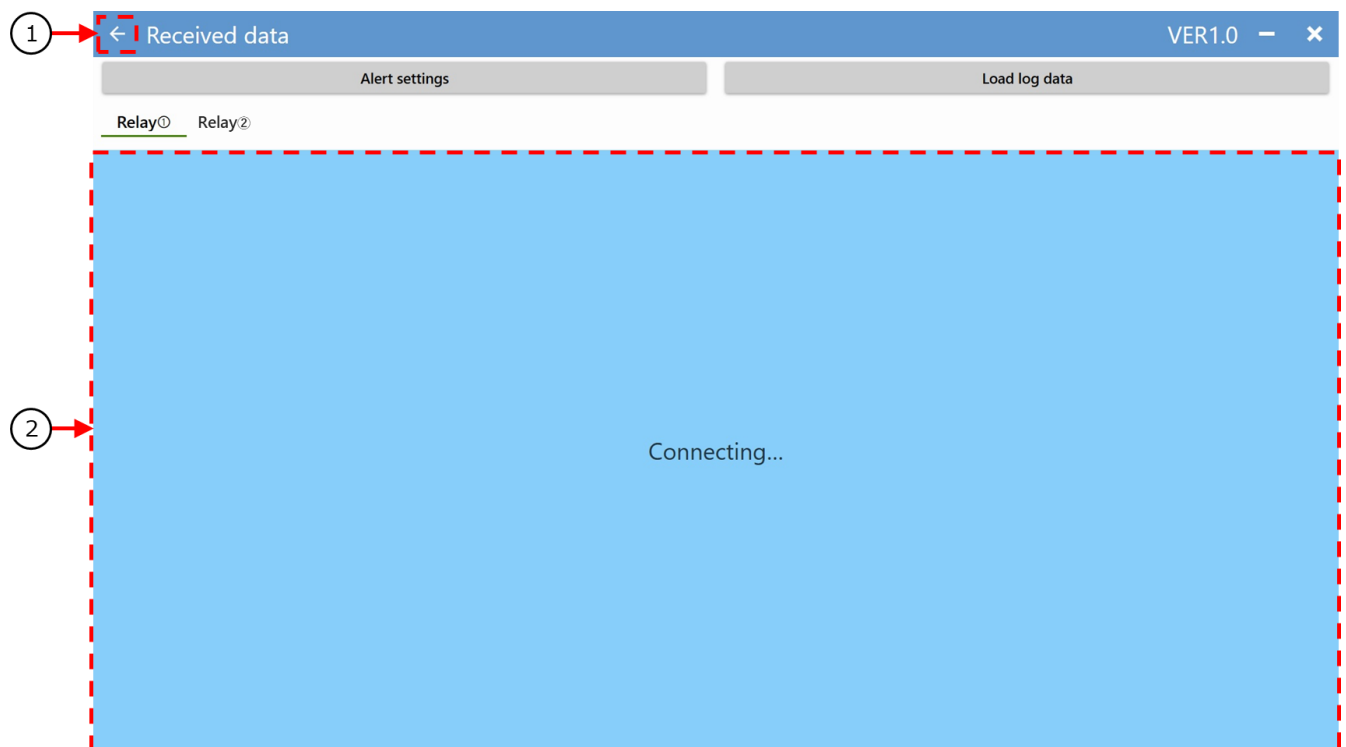 1
← Received data VER1.0 − ×
Alert settings Load log data
Relay① Relay②
2
Connecting...